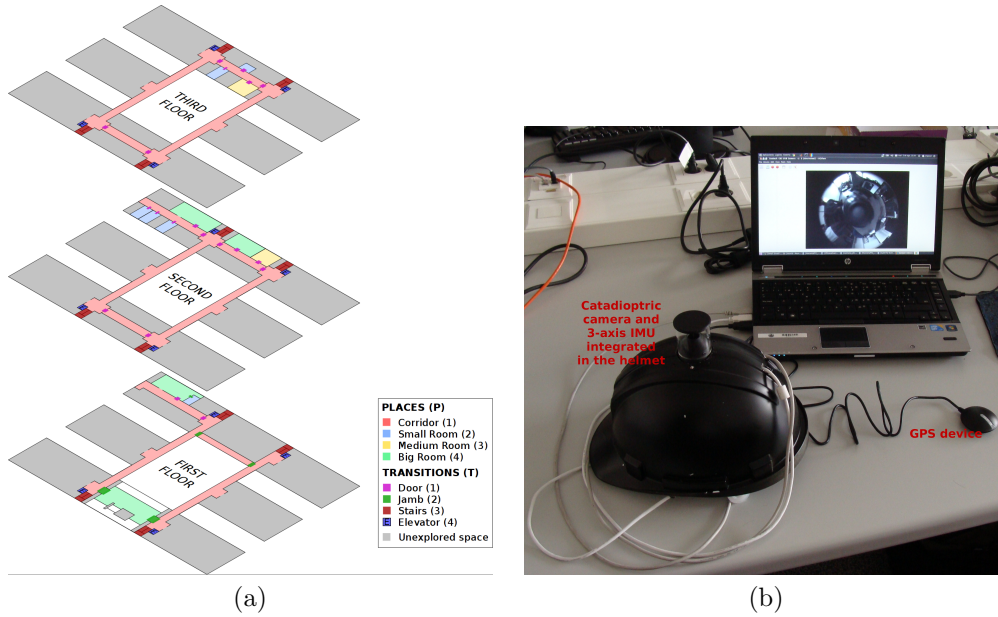 THIRD
FLOOR
SECOND
FLOOR
FIRST
FLOOR
PLACES (P)
Corridor (1)
Small Room (2)
Medium Room (3)
Big Room (4)
TRANSITIONS (T)
Door (1)
Jamb (2)
Stairs (3)
E Elevator (4)
Unexplored space
(a)
Catadioptric
camera and
3-axis IMU
integrated
in the helmet
GPS device
hp
(b)